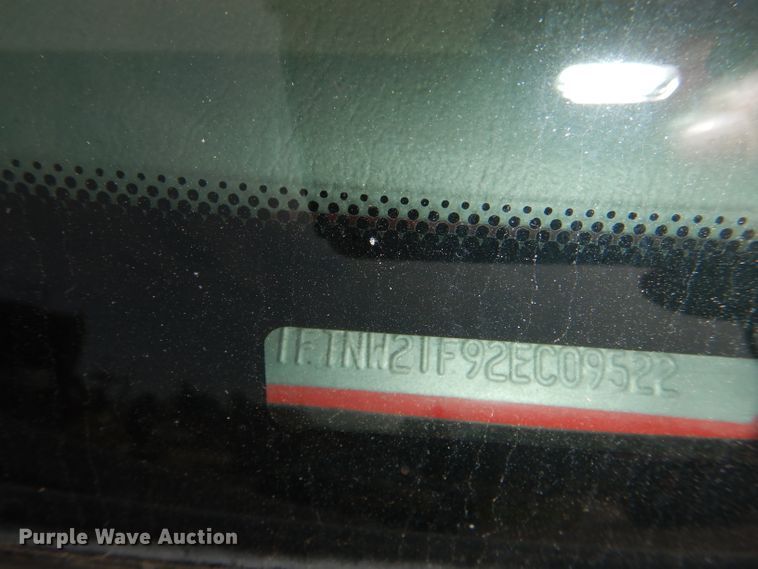 1FTNW21F92EC09522
Purple Wave Auction